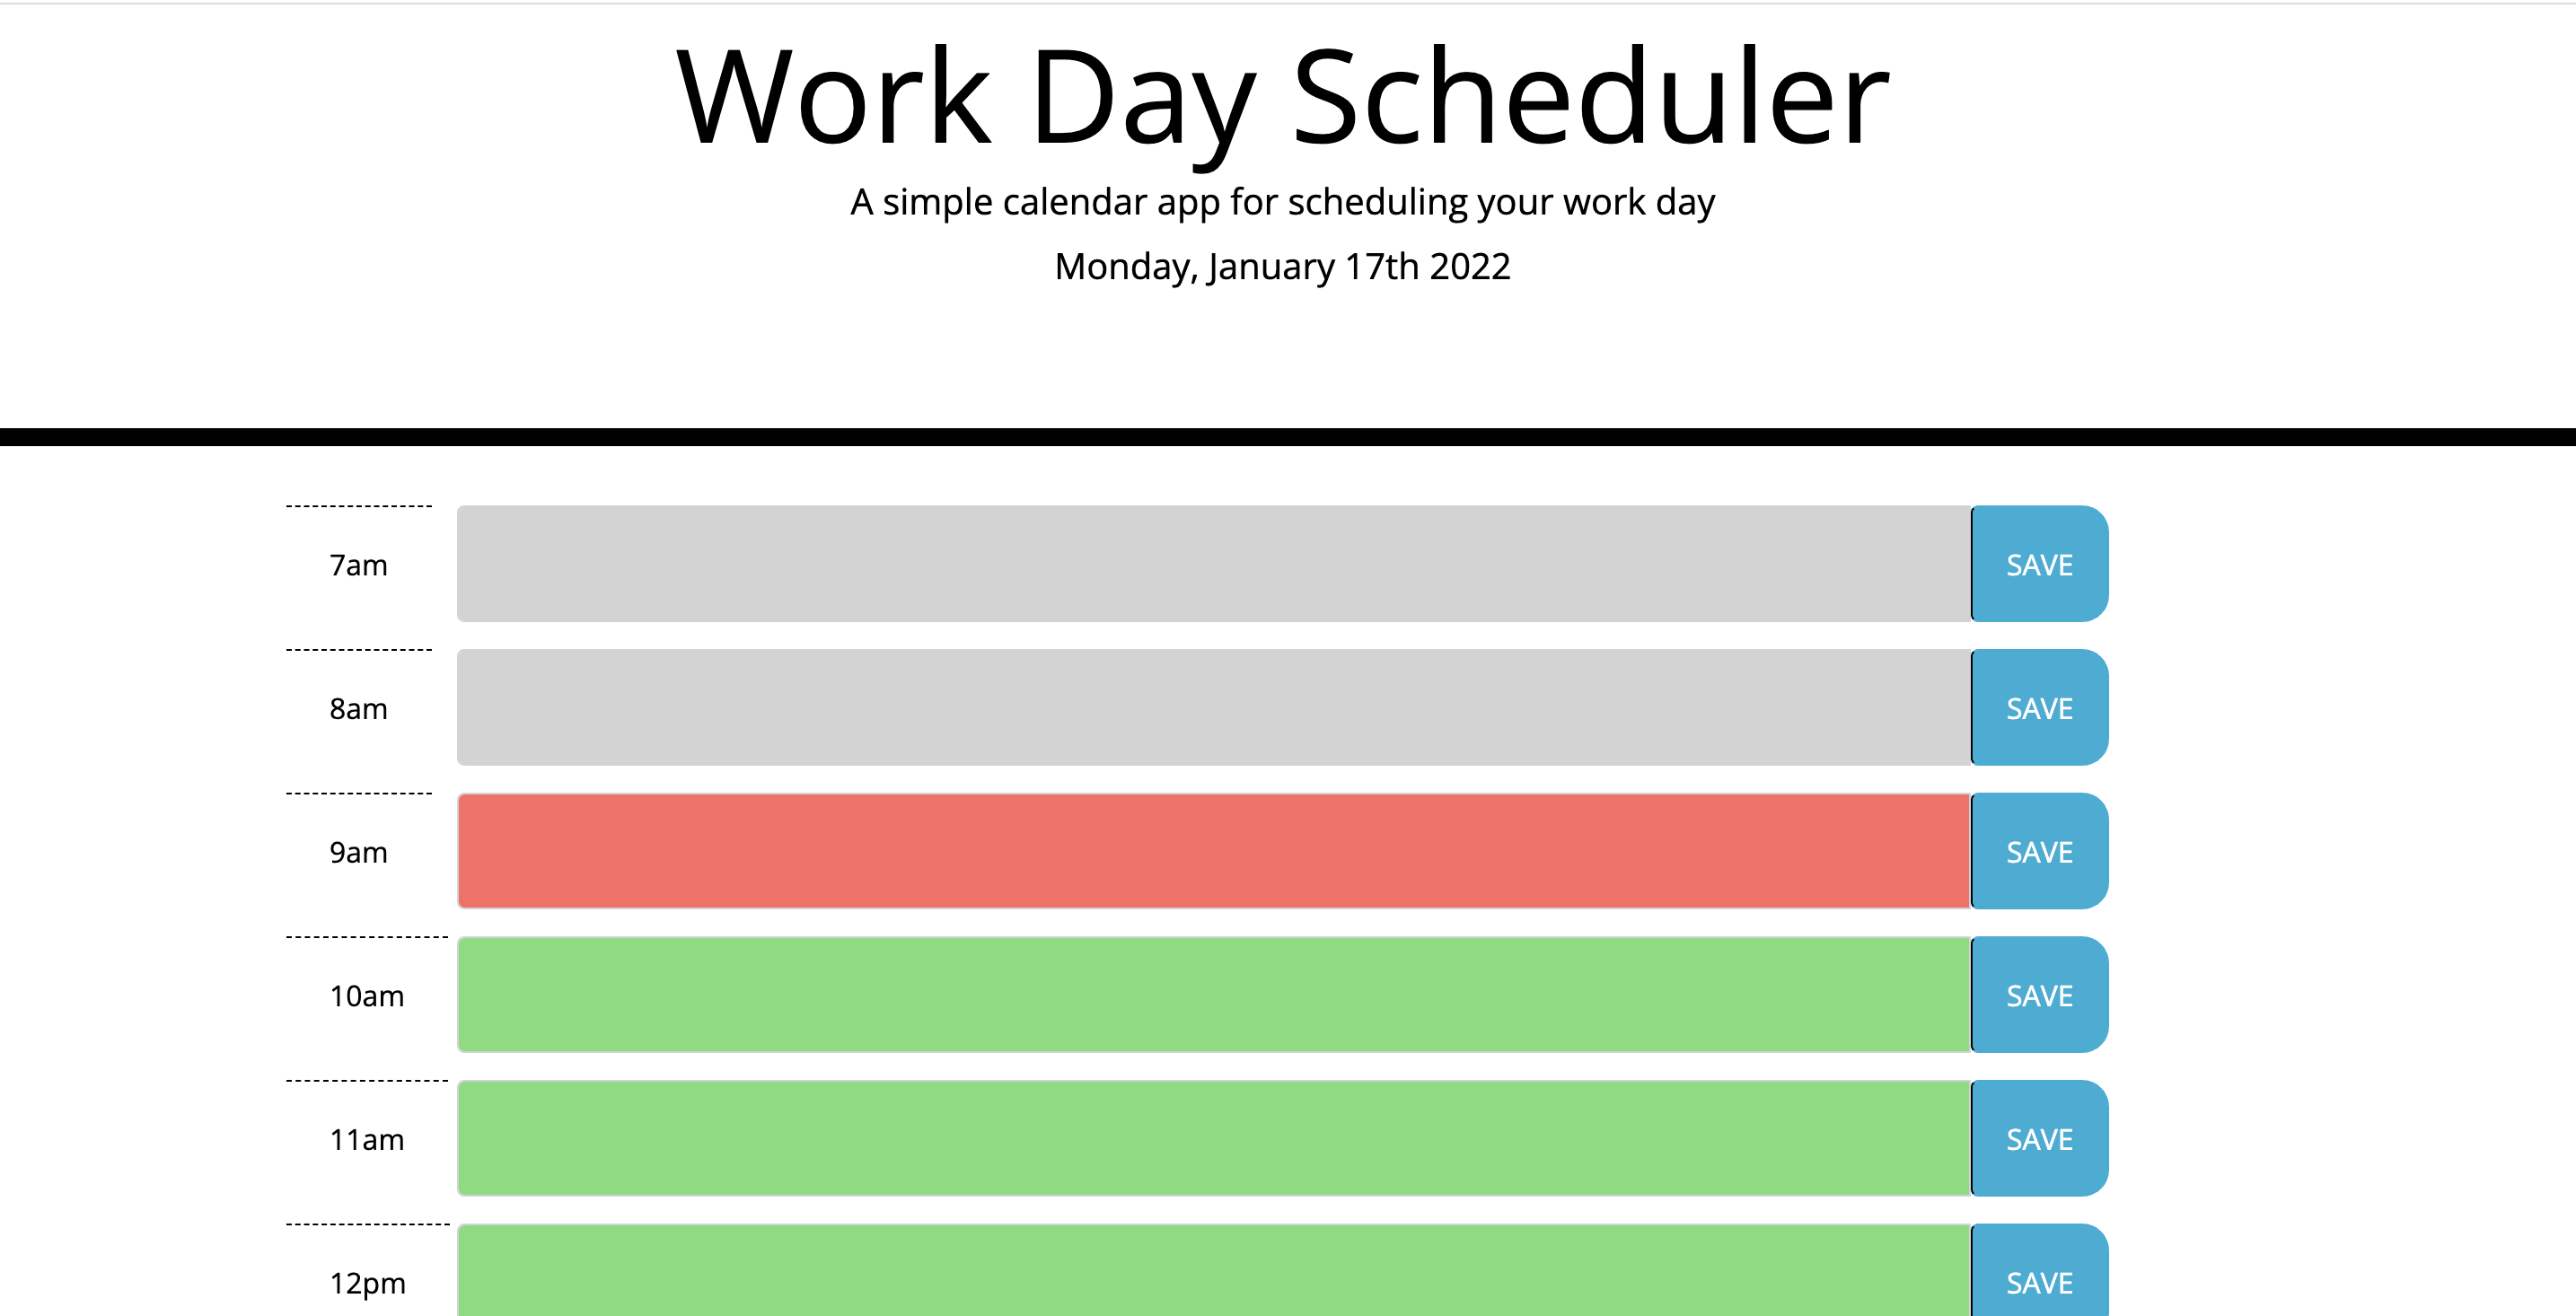 Work Day Scheduler
A simple calendar app for scheduling your work day
Monday, January 17th 2022
7am SAVE
8am SAVE
9am SAVE
10am SAVE
11am SAVE
12pm SAVE